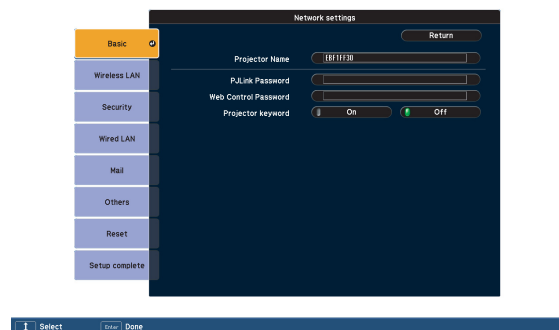 Network settings
Return
Basic
Projector Name EBF1FF30
Wireless LAN
PJLink Password
Web Control Password
Security
Projector keyword On Off
Wired LAN
Mail
Others
Reset
Setup complete
Select Enter Done